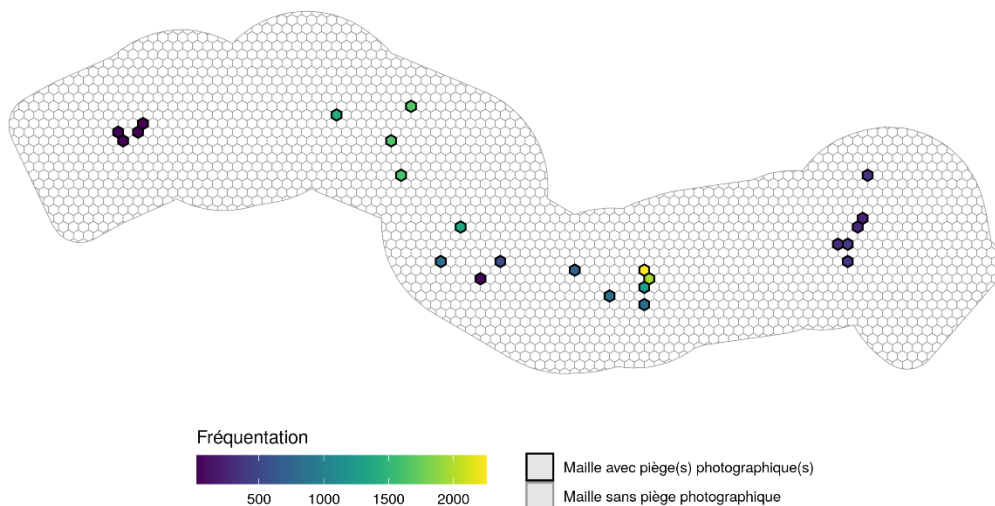 Fréquentation
500 1000 1500 2000
Maille avec piège(s) photographique(s)
Maille sans piège photographique